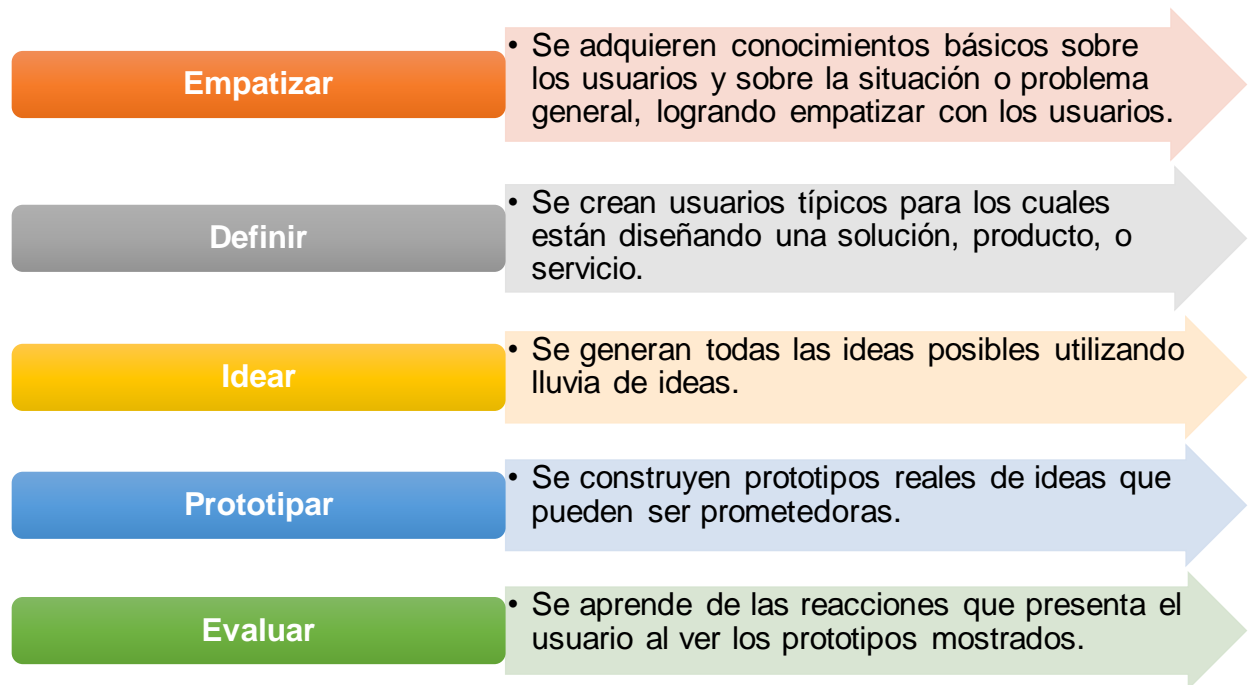 Empatizar
• Se adquieren conocimientos básicos sobre
los usuarios y sobre la situación o problema
general, logrando empatizar con los usuarios.
Definir
• Se crean usuarios típicos para los cuales
están diseñando una solución, producto, o
servicio.
Idear
• Se generan todas las ideas posibles utilizando
lluvia de ideas.
Prototipar
• Se construyen prototipos reales de ideas que
pueden ser prometedoras.
Evaluar
• Se aprende de las reacciones que presenta el
usuario al ver los prototipos mostrados.